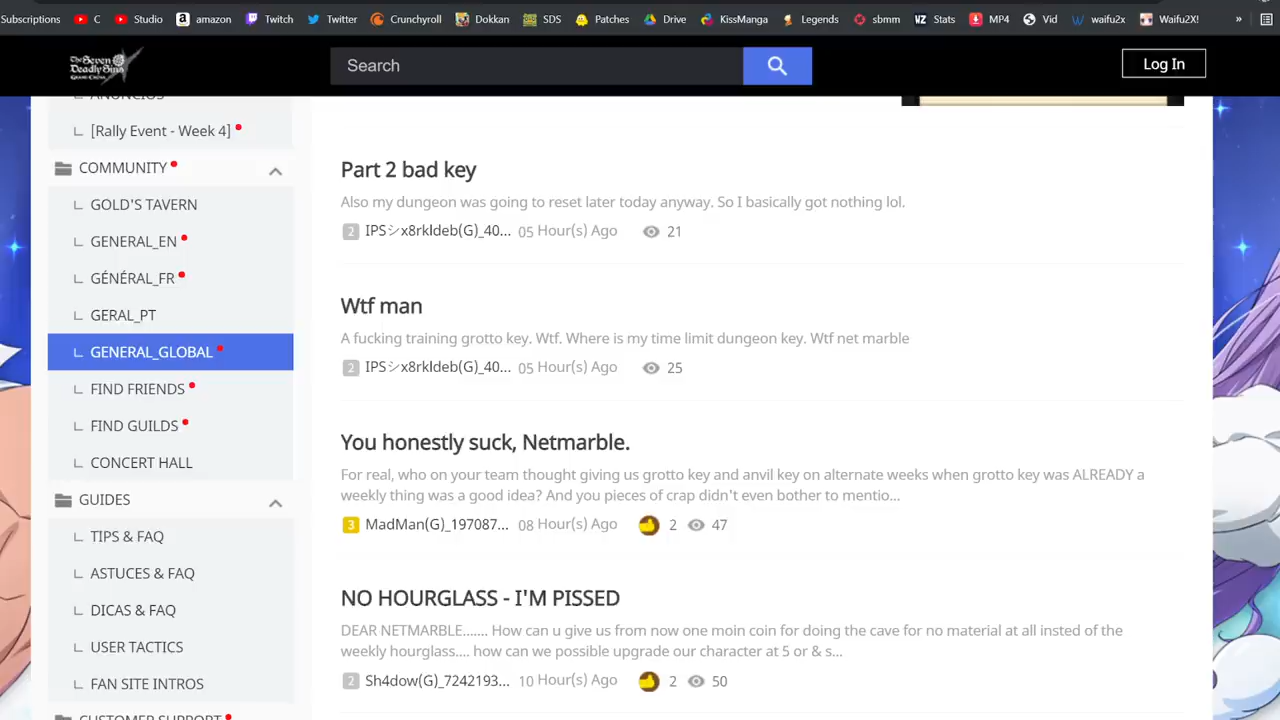 Subscriptions C Studio amazon Twitch Twitter Crunchyroll Dokkan SDS Patches Drive KissManga Legends sbmm Stats MP4 Vid waifu2x Waifu2X! »
The Seven Deadly Sins GRAND CROSS Search Log In
ANÚNCIOS
[Rally Event - Week 4]
COMMUNITY
GOLD'S TAVERN
GENERAL_EN
GÉNÉRAL_FR
GERAL_PT
GENERAL_GLOBAL
FIND FRIENDS
FIND GUILDS
CONCERT HALL
GUIDES
TIPS & FAQ
ASTUCES & FAQ
DICAS & FAQ
USER TACTICS
FAN SITE INTROS
CUSTOMER SUPPORT
Part 2 bad key
Also my dungeon was going to reset later today anyway. So I basically got nothing lol.
2 IPSシx8rkldeb(G)_40... 05 Hour(s) Ago 21
Wtf man
A fucking training grotto key. Wtf. Where is my time limit dungeon key. Wtf net marble
2 IPSシx8rkldeb(G)_40... 05 Hour(s) Ago 25
You honestly suck, Netmarble.
For real, who on your team thought giving us grotto key and anvil key on alternate weeks when grotto key was ALREADY a
weekly thing was a good idea? And you pieces of crap didn't even bother to mentio...
3 MadMan(G)_197087... 08 Hour(s) Ago 2 47
NO HOURGLASS - I'M PISSED
DEAR NETMARBLE....... How can u give us from now one moin coin for doing the cave for no material at all insted of the
weekly hourglass.... how can we possible upgrade our character at 5 or & s...
2 Sh4dow(G)_7242193... 10 Hour(s) Ago 2 50